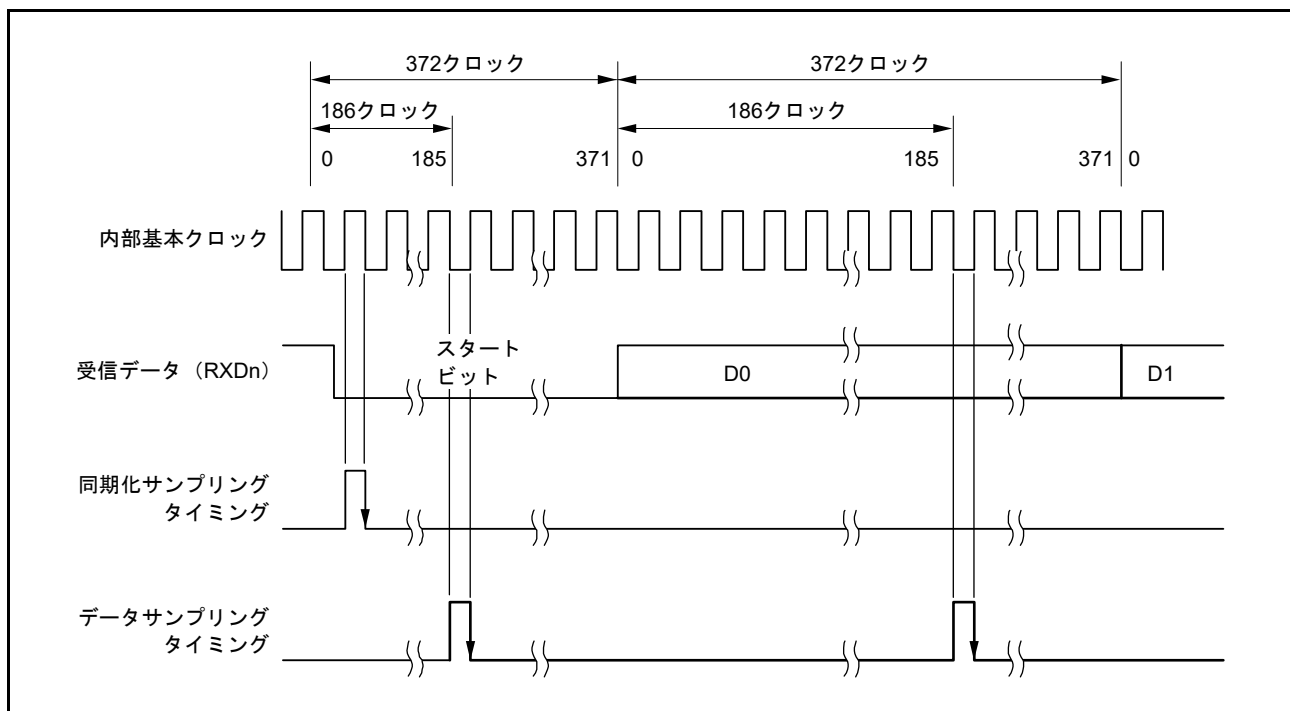 372クロック
372クロック
186クロック
186クロック
0
185
371
0
185
371
0
内部基本クロック
受信データ（RXDn）
スタート
ビット
D0
D1
同期化サンプリング
タイミング
データサンプリング
タイミング